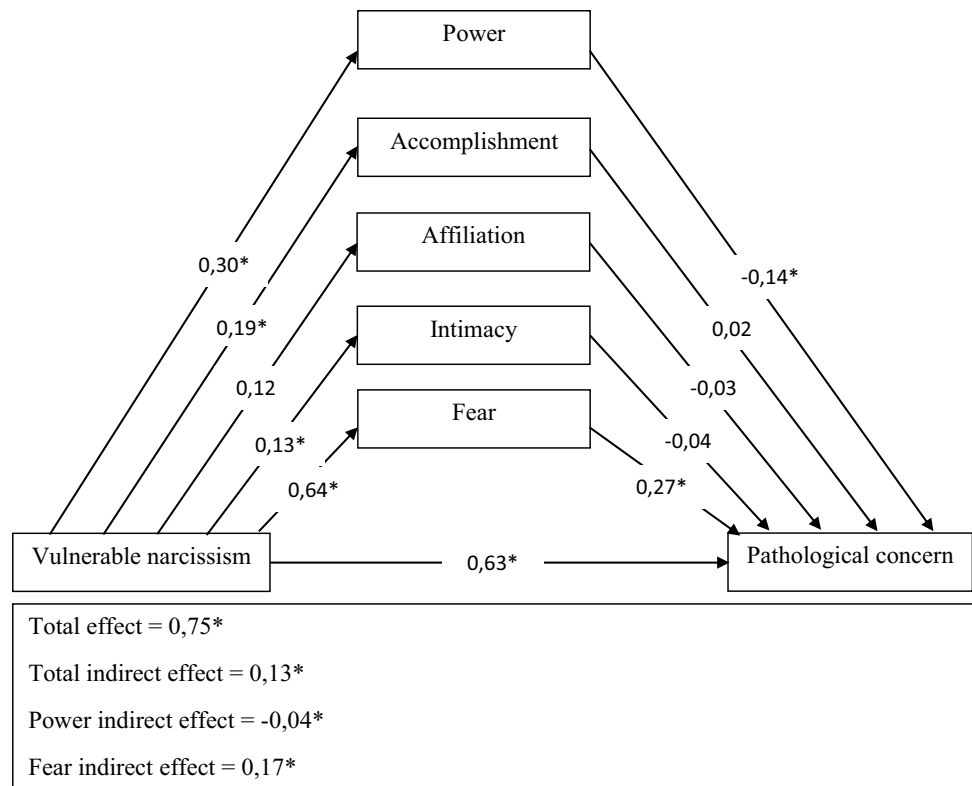 Power
Accomplishment
Affiliation
0,30*
-0,14*
Intimacy
0,19*
0,02
0,12
-0,03
Fear
0,13*
-0,04
0,64*
0,27*
Vulnerable narcissism
0,63*
Pathological concern
Total effect = 0,75*
Total indirect effect = 0,13*
Power indirect effect = -0,04*
Fear indirect effect = 0,17*